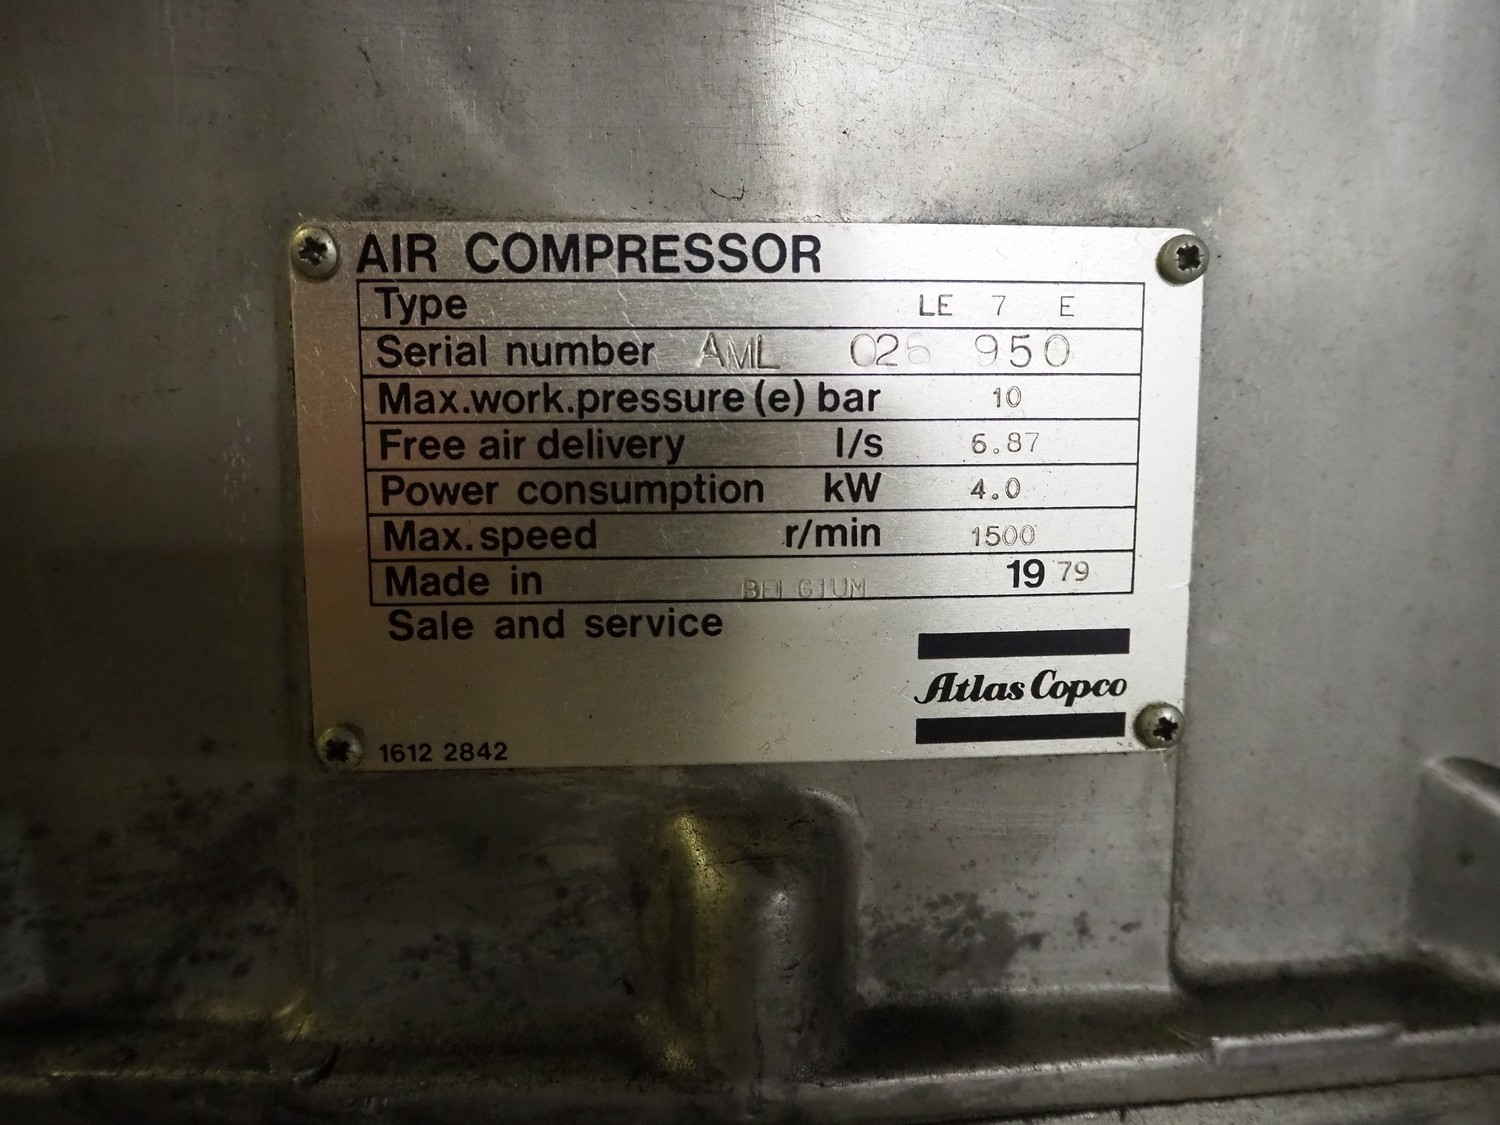 AIR COMPRESSOR
Type LE 7 E
Serial number AML 026 950
Max.work.pressure (e) bar 10
Free air delivery l/s 6.87
Power consumption kW 4.0
Max. speed r/min 1500
Made in BELGIUM 19 79
Sale and service
Atlas Copco
1612 2842